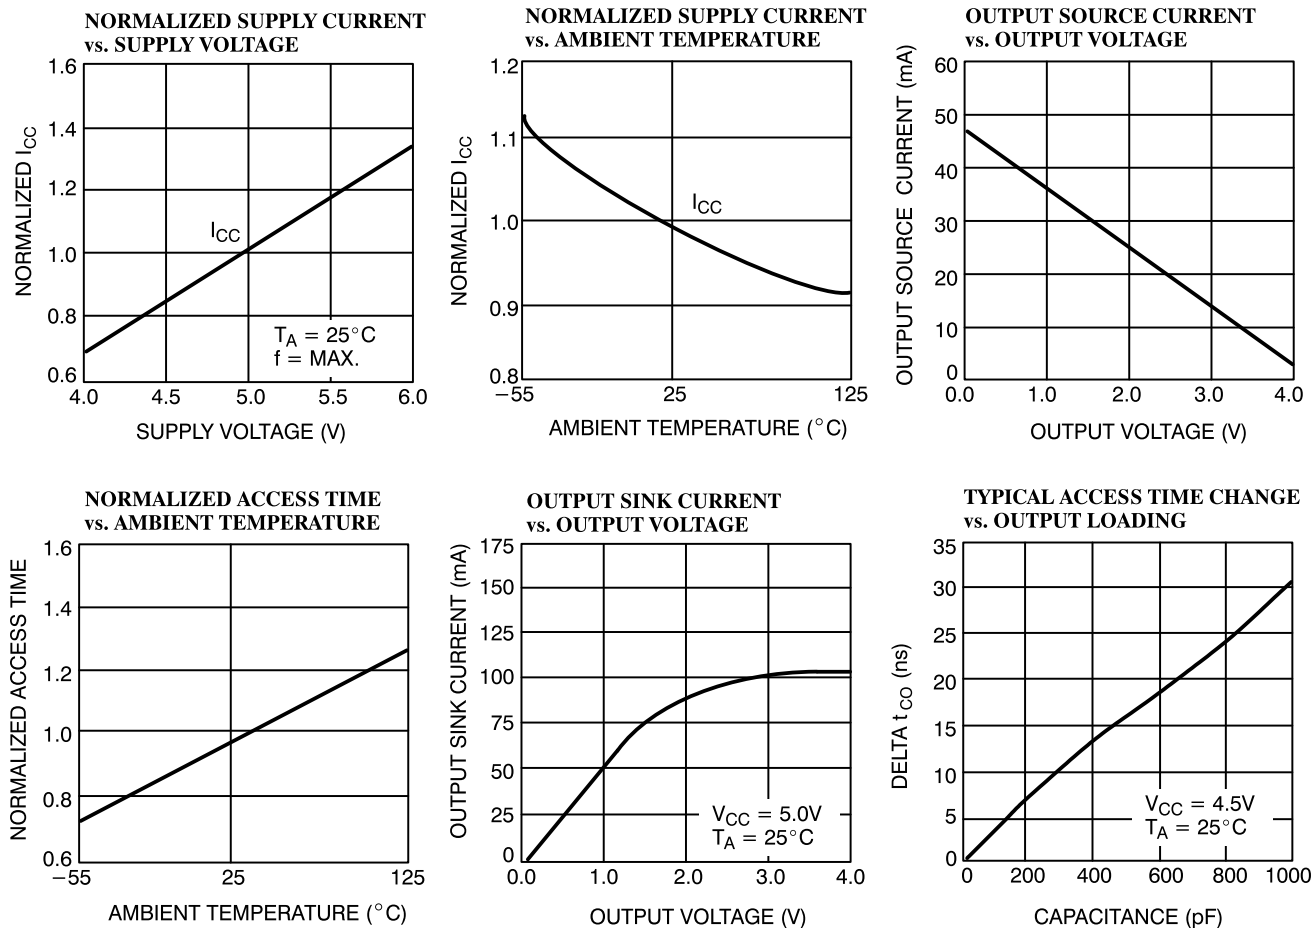 NORMALIZED SUPPLY CURRENT
vs. SUPPLY VOLTAGE
1.6
1.4
1.2
1.0
0.8
0.6
NORMALIZED ICC
ICC
TA = 25°C
f = MAX.
4.0 4.5 5.0 5.5 6.0
SUPPLY VOLTAGE (V)
NORMALIZED SUPPLY CURRENT
vs. AMBIENT TEMPERATURE
1.2
1.1
1.0
0.9
0.8
NORMALIZED ICC
ICC
−55 25 125
AMBIENT TEMPERATURE (°C)
OUTPUT SOURCE CURRENT
vs. OUTPUT VOLTAGE
60
50
40
30
20
10
0
OUTPUT SOURCE CURRENT (mA)
0.0 1.0 2.0 3.0 4.0
OUTPUT VOLTAGE (V)
NORMALIZED ACCESS TIME
vs. AMBIENT TEMPERATURE
1.6
1.4
1.2
1.0
0.8
0.6
NORMALIZED ACCESS TIME
−55 25 125
AMBIENT TEMPERATURE (°C)
OUTPUT SINK CURRENT
vs. OUTPUT VOLTAGE
175
150
125
100
75
50
25
0
OUTPUT SINK CURRENT (mA)
VCC = 5.0V
TA = 25°C
0.0 1.0 2.0 3.0 4.0
OUTPUT VOLTAGE (V)
TYPICAL ACCESS TIME CHANGE
vs. OUTPUT LOADING
35
30
25
20
15
10
5
0
DELTA tCO (ns)
VCC = 4.5V
TA = 25°C
0 200 400 600 800 1000
CAPACITANCE (pF)